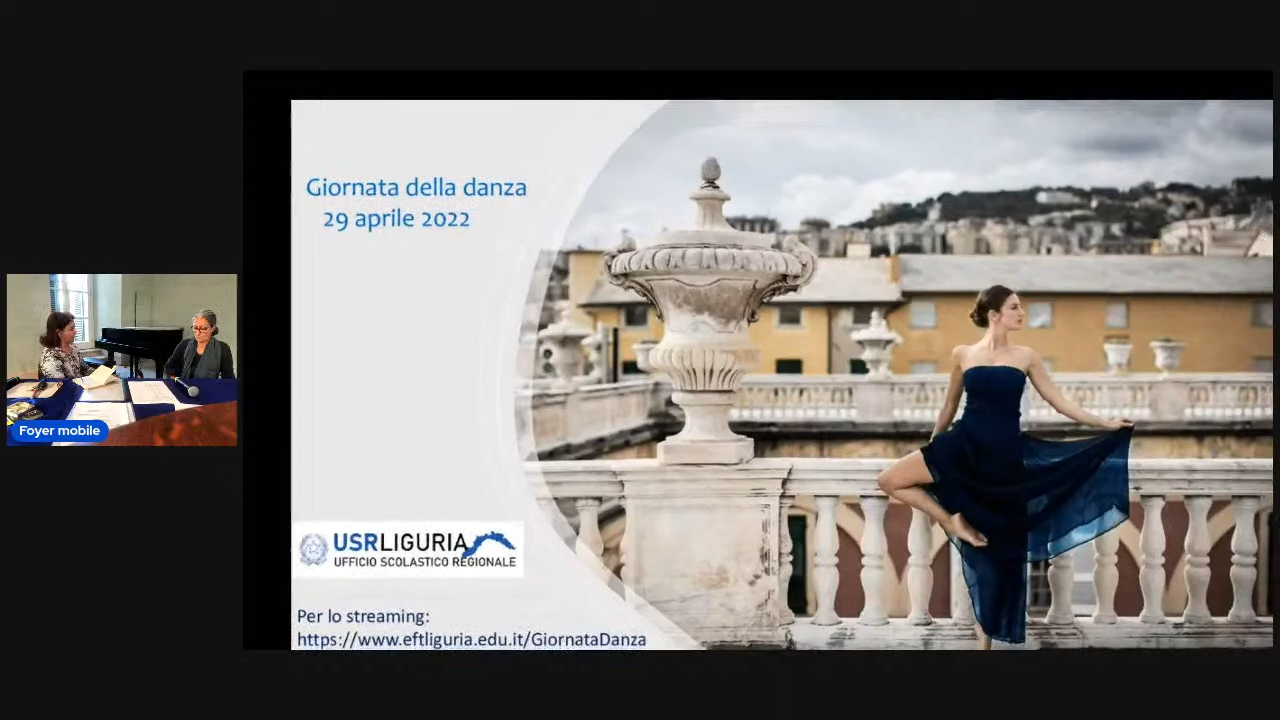 Giornata della danza
29 aprile 2022
Foyer mobile
USRLIGURIA
UFFICIO SCOLASTICO REGIONALE
Per lo streaming:
https://www.eftliguria.edu.it/GiornataDanza